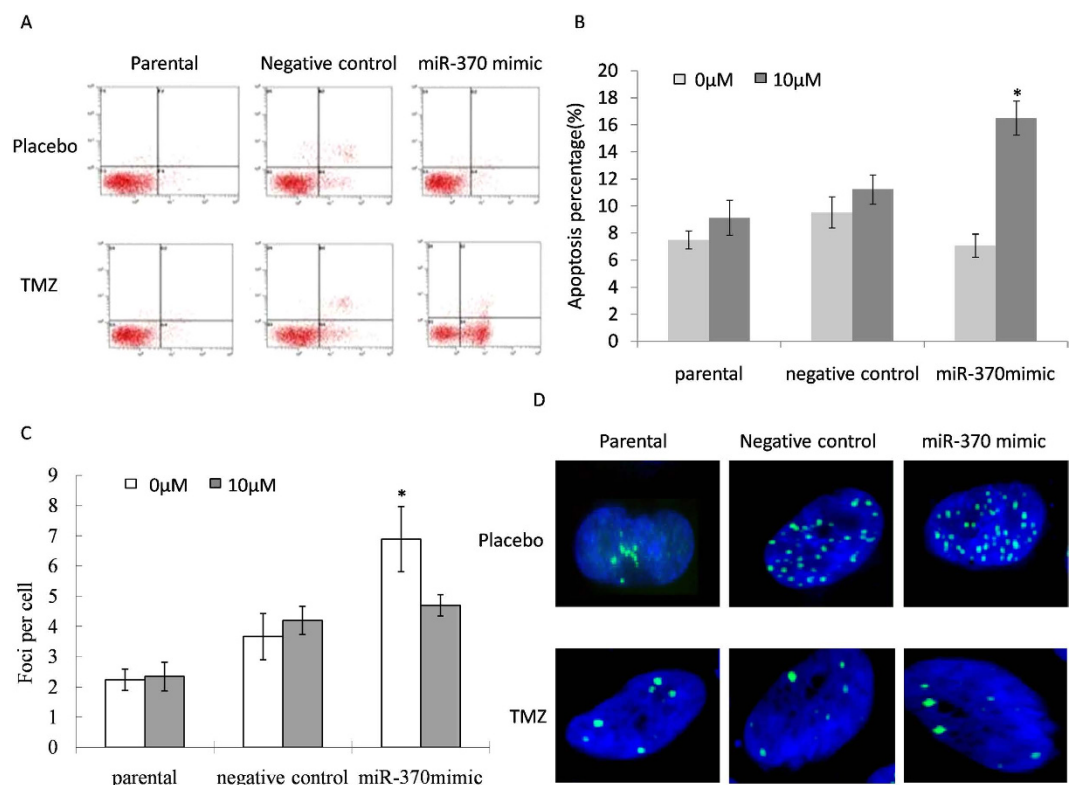 A
Parental
Negative control
miR-370 mimic
Placebo
TMZ
B
0μM
10μM
Apoptosis percentage(%)
20
18
16
14
12
10
8
6
4
2
0
*
parental
negative control
miR-370mimic
C
0μM
10μM
Foci per cell
9
8
7
6
5
4
3
2
1
0
*
parental
negative control
miR-370mimic
D
Parental
Negative control
miR-370 mimic
Placebo
TMZ